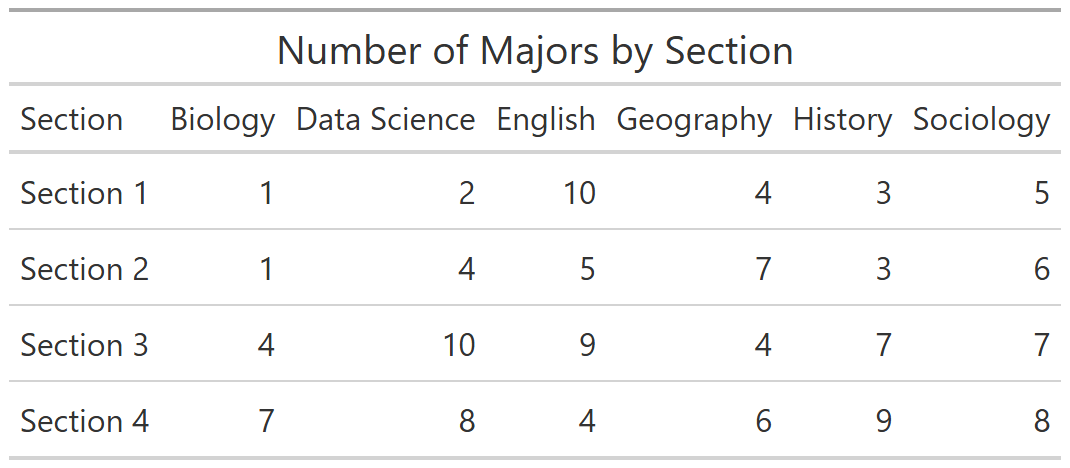 Number of Majors by Section
Section Biology Data Science English Geography History Sociology
Section 1 1 2 10 4 3 5
Section 2 1 4 5 7 3 6
Section 3 4 10 9 4 7 7
Section 4 7 8 4 6 9 8